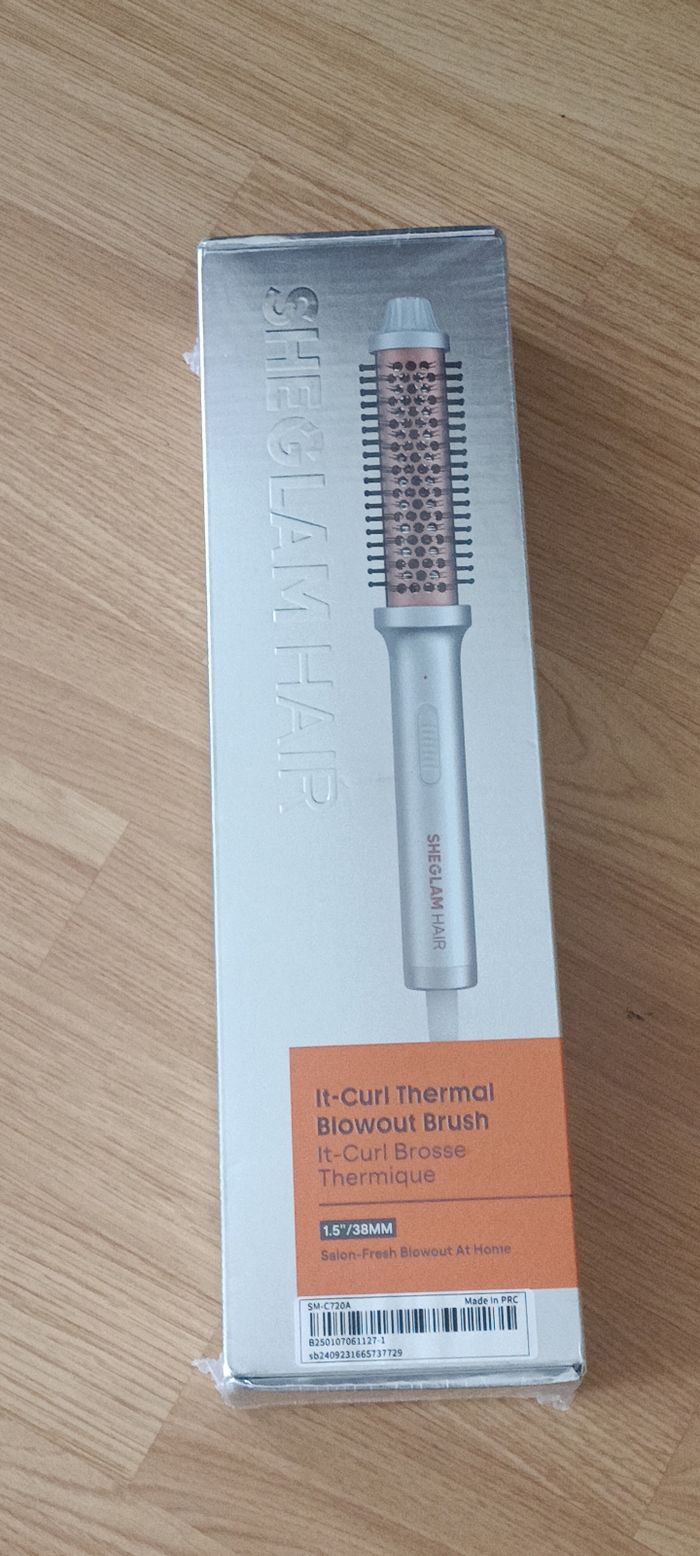 SHEGLAM HAIR
SHEGLAM HAIR
It-Curl Thermal
Blowout Brush
It-Curl Brosse
Thermique
1.5"/38MM
Salon-Fresh Blowout At Home
SM-C720A Made In PRC
B250107061127-1
sb2409231665737729